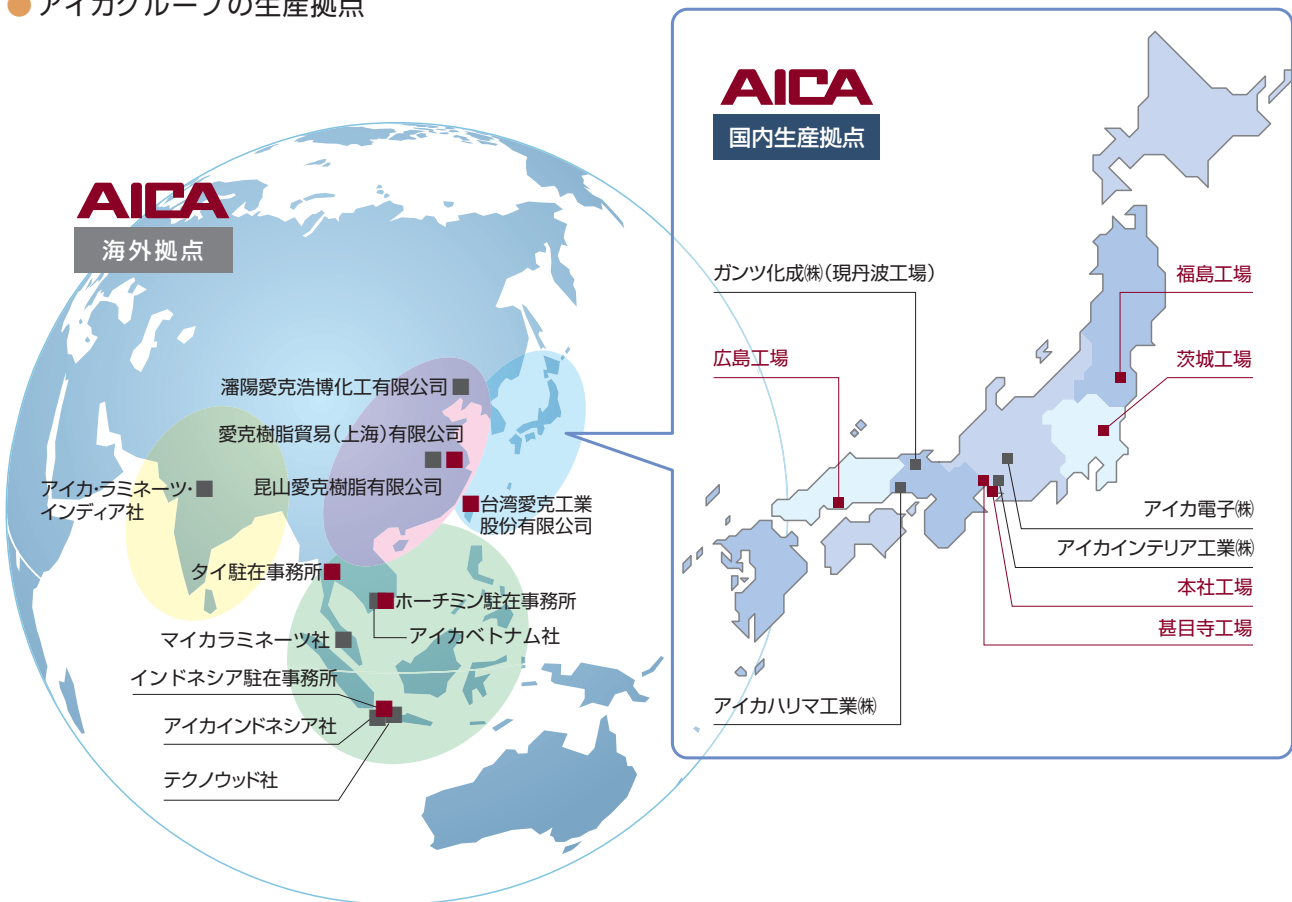 アイカグループの生産拠点
AICA
海外拠点
瀋陽愛克浩博化工有限公司
愛克樹脂貿易(上海)有限公司
昆山愛克樹脂有限公司
アイカ・ラミネーツ・
インディア社
台湾愛克工業
股份有限公司
タイ駐在事務所
ホーチミン駐在事務所
アイカベトナム社
マイカラミネーツ社
インドネシア駐在事務所
アイカインドネシア社
テクノウッド社
AICA
国内生産拠点
ガンツ化成㈱(現丹波工場)
広島工場
福島工場
茨城工場
アイカ電子㈱
アイカインテリア工業㈱
本社工場
甚目寺工場
アイカハリマ工業㈱